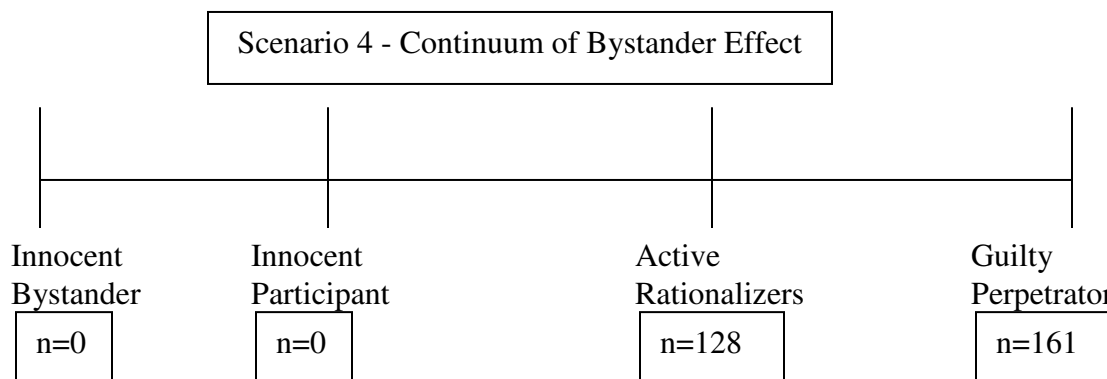 Scenario 4 - Continuum of Bystander Effect
Innocent
Bystander
n=0
Innocent
Participant
n=0
Active
Rationalizers
n=128
Guilty
Perpetrator
n=161